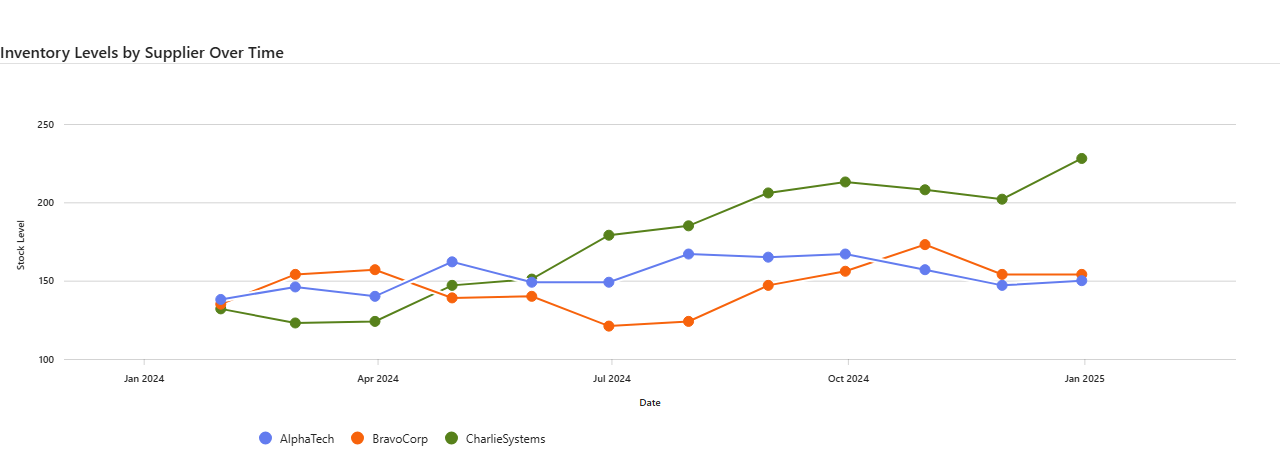 Inventory Levels by Supplier Over Time
250
200
150
100
Stock Level
Jan 2024 Apr 2024 Jul 2024 Oct 2024 Jan 2025
Date
AlphaTech BravoCorp CharlieSystems